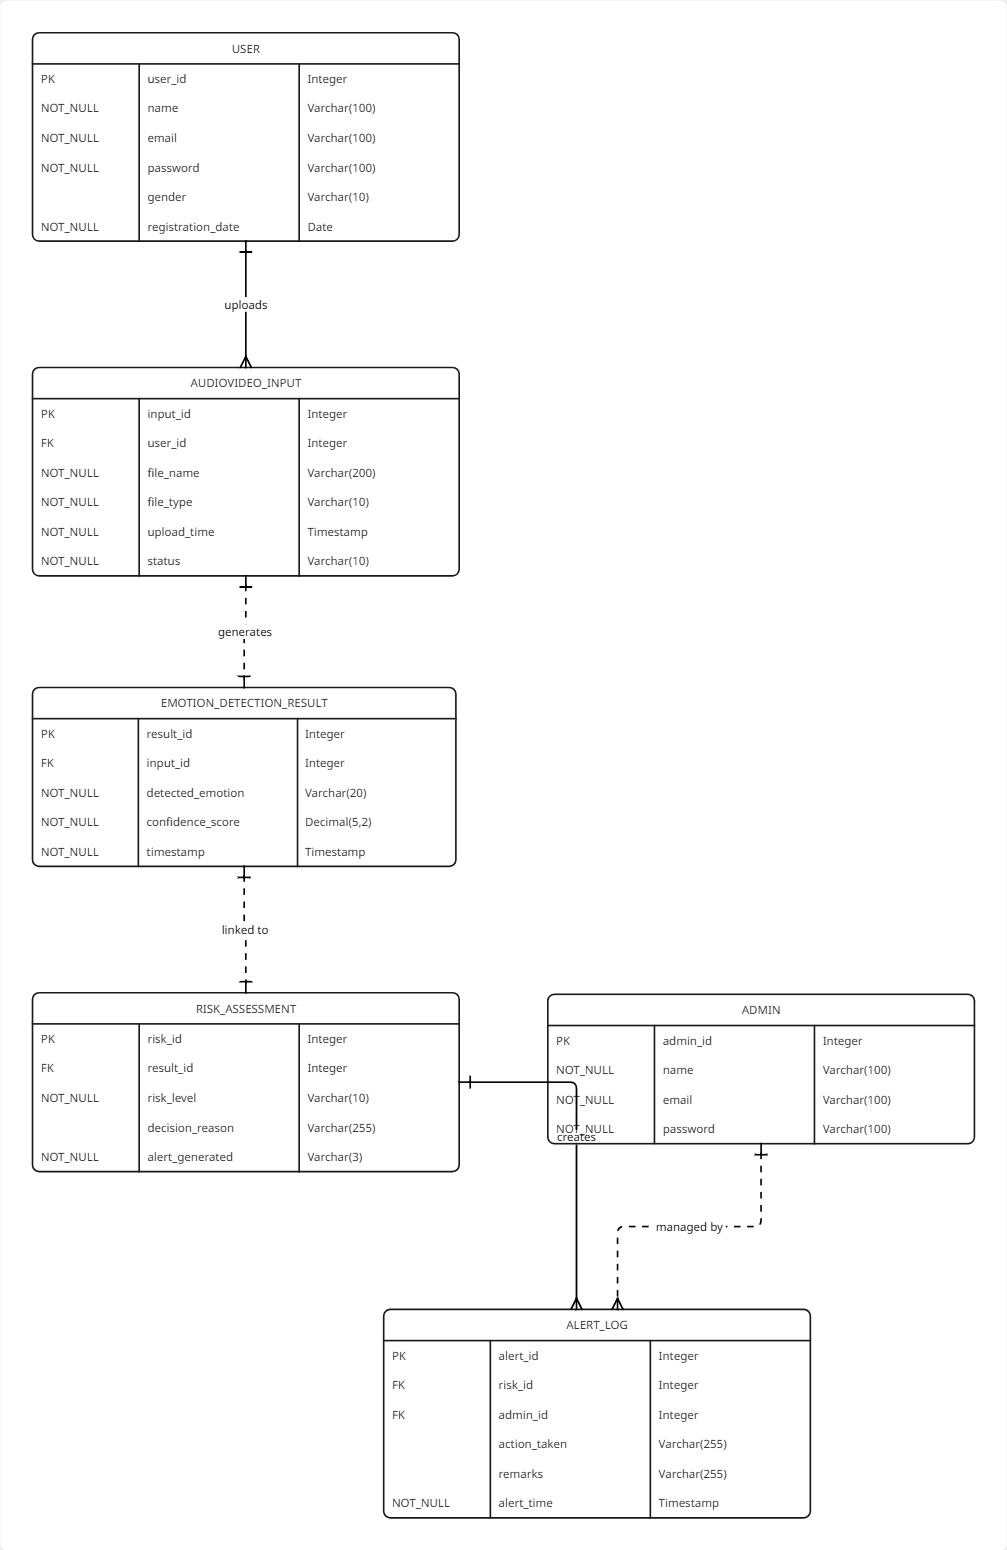 USER
PK user_id Integer
NOT_NULL name Varchar(100)
NOT_NULL email Varchar(100)
NOT_NULL password Varchar(100)
gender Varchar(10)
NOT_NULL registration_date Date
uploads
AUDIOVIDEO_INPUT
PK input_id Integer
FK user_id Integer
NOT_NULL file_name Varchar(200)
NOT_NULL file_type Varchar(10)
NOT_NULL upload_time Timestamp
NOT_NULL status Varchar(10)
generates
EMOTION_DETECTION_RESULT
PK result_id Integer
FK input_id Integer
NOT_NULL detected_emotion Varchar(20)
NOT_NULL confidence_score Decimal(5,2)
NOT_NULL timestamp Timestamp
linked to
RISK_ASSESSMENT
PK risk_id Integer
FK result_id Integer
NOT_NULL risk_level Varchar(10)
decision_reason Varchar(255)
NOT_NULL alert_generated Varchar(3)
ADMIN
PK admin_id Integer
NOT_NULL name Varchar(100)
NOT_NULL email Varchar(100)
NOT_NULL password Varchar(100)
creates
managed by
ALERT_LOG
PK alert_id Integer
FK risk_id Integer
FK admin_id Integer
action_taken Varchar(255)
remarks Varchar(255)
NOT_NULL alert_time Timestamp